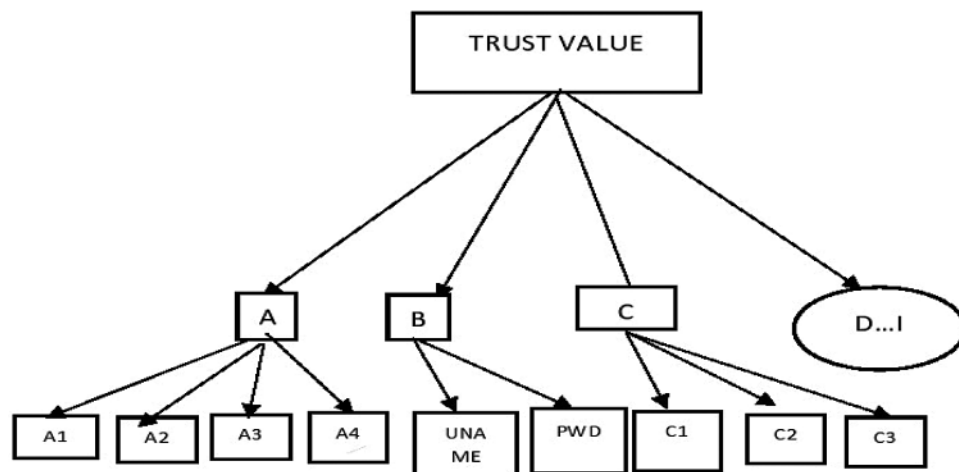 TRUST VALUE
A
B
C
D...I
A1
A2
A3
A4
UNA
ME
PWD
C1
C2
C3